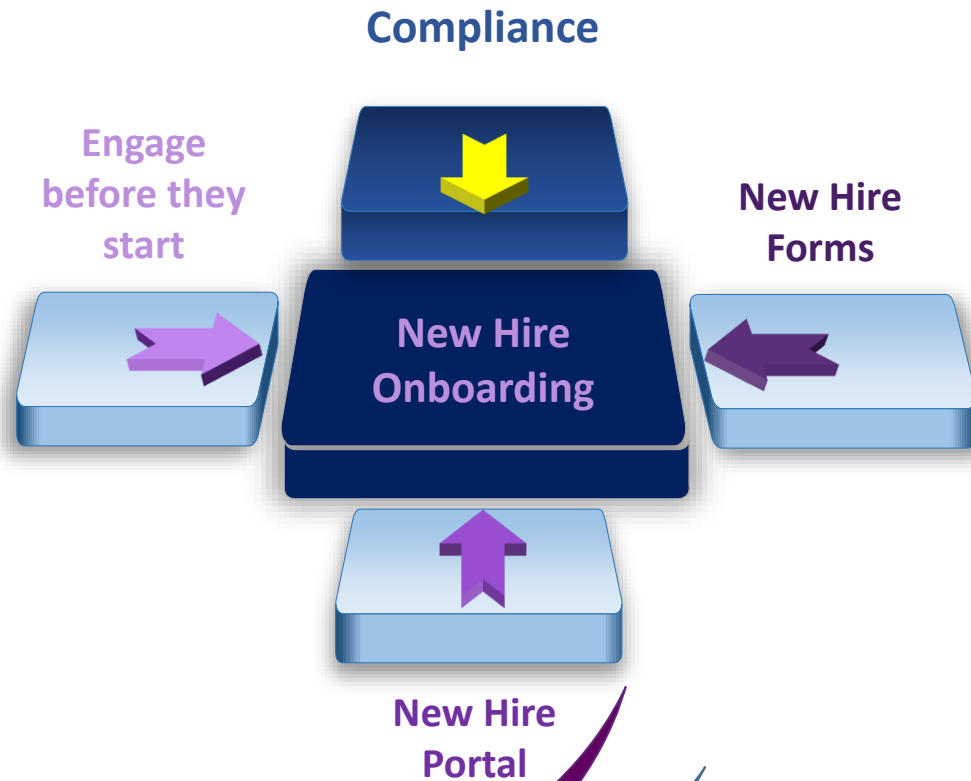 Compliance
Engage
before they
start
New Hire
Forms
New Hire
Onboarding
New Hire
Portal